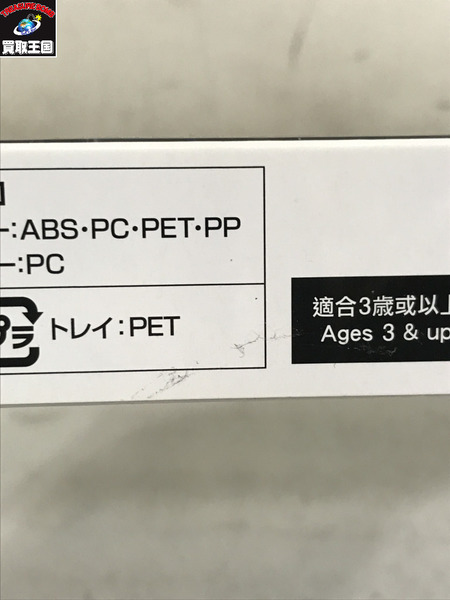 買取王国
ー:ABS・PC・PET・PP
ー:PC
プラ
トレイ:PET
適合3歳或以上
Ages 3 & up